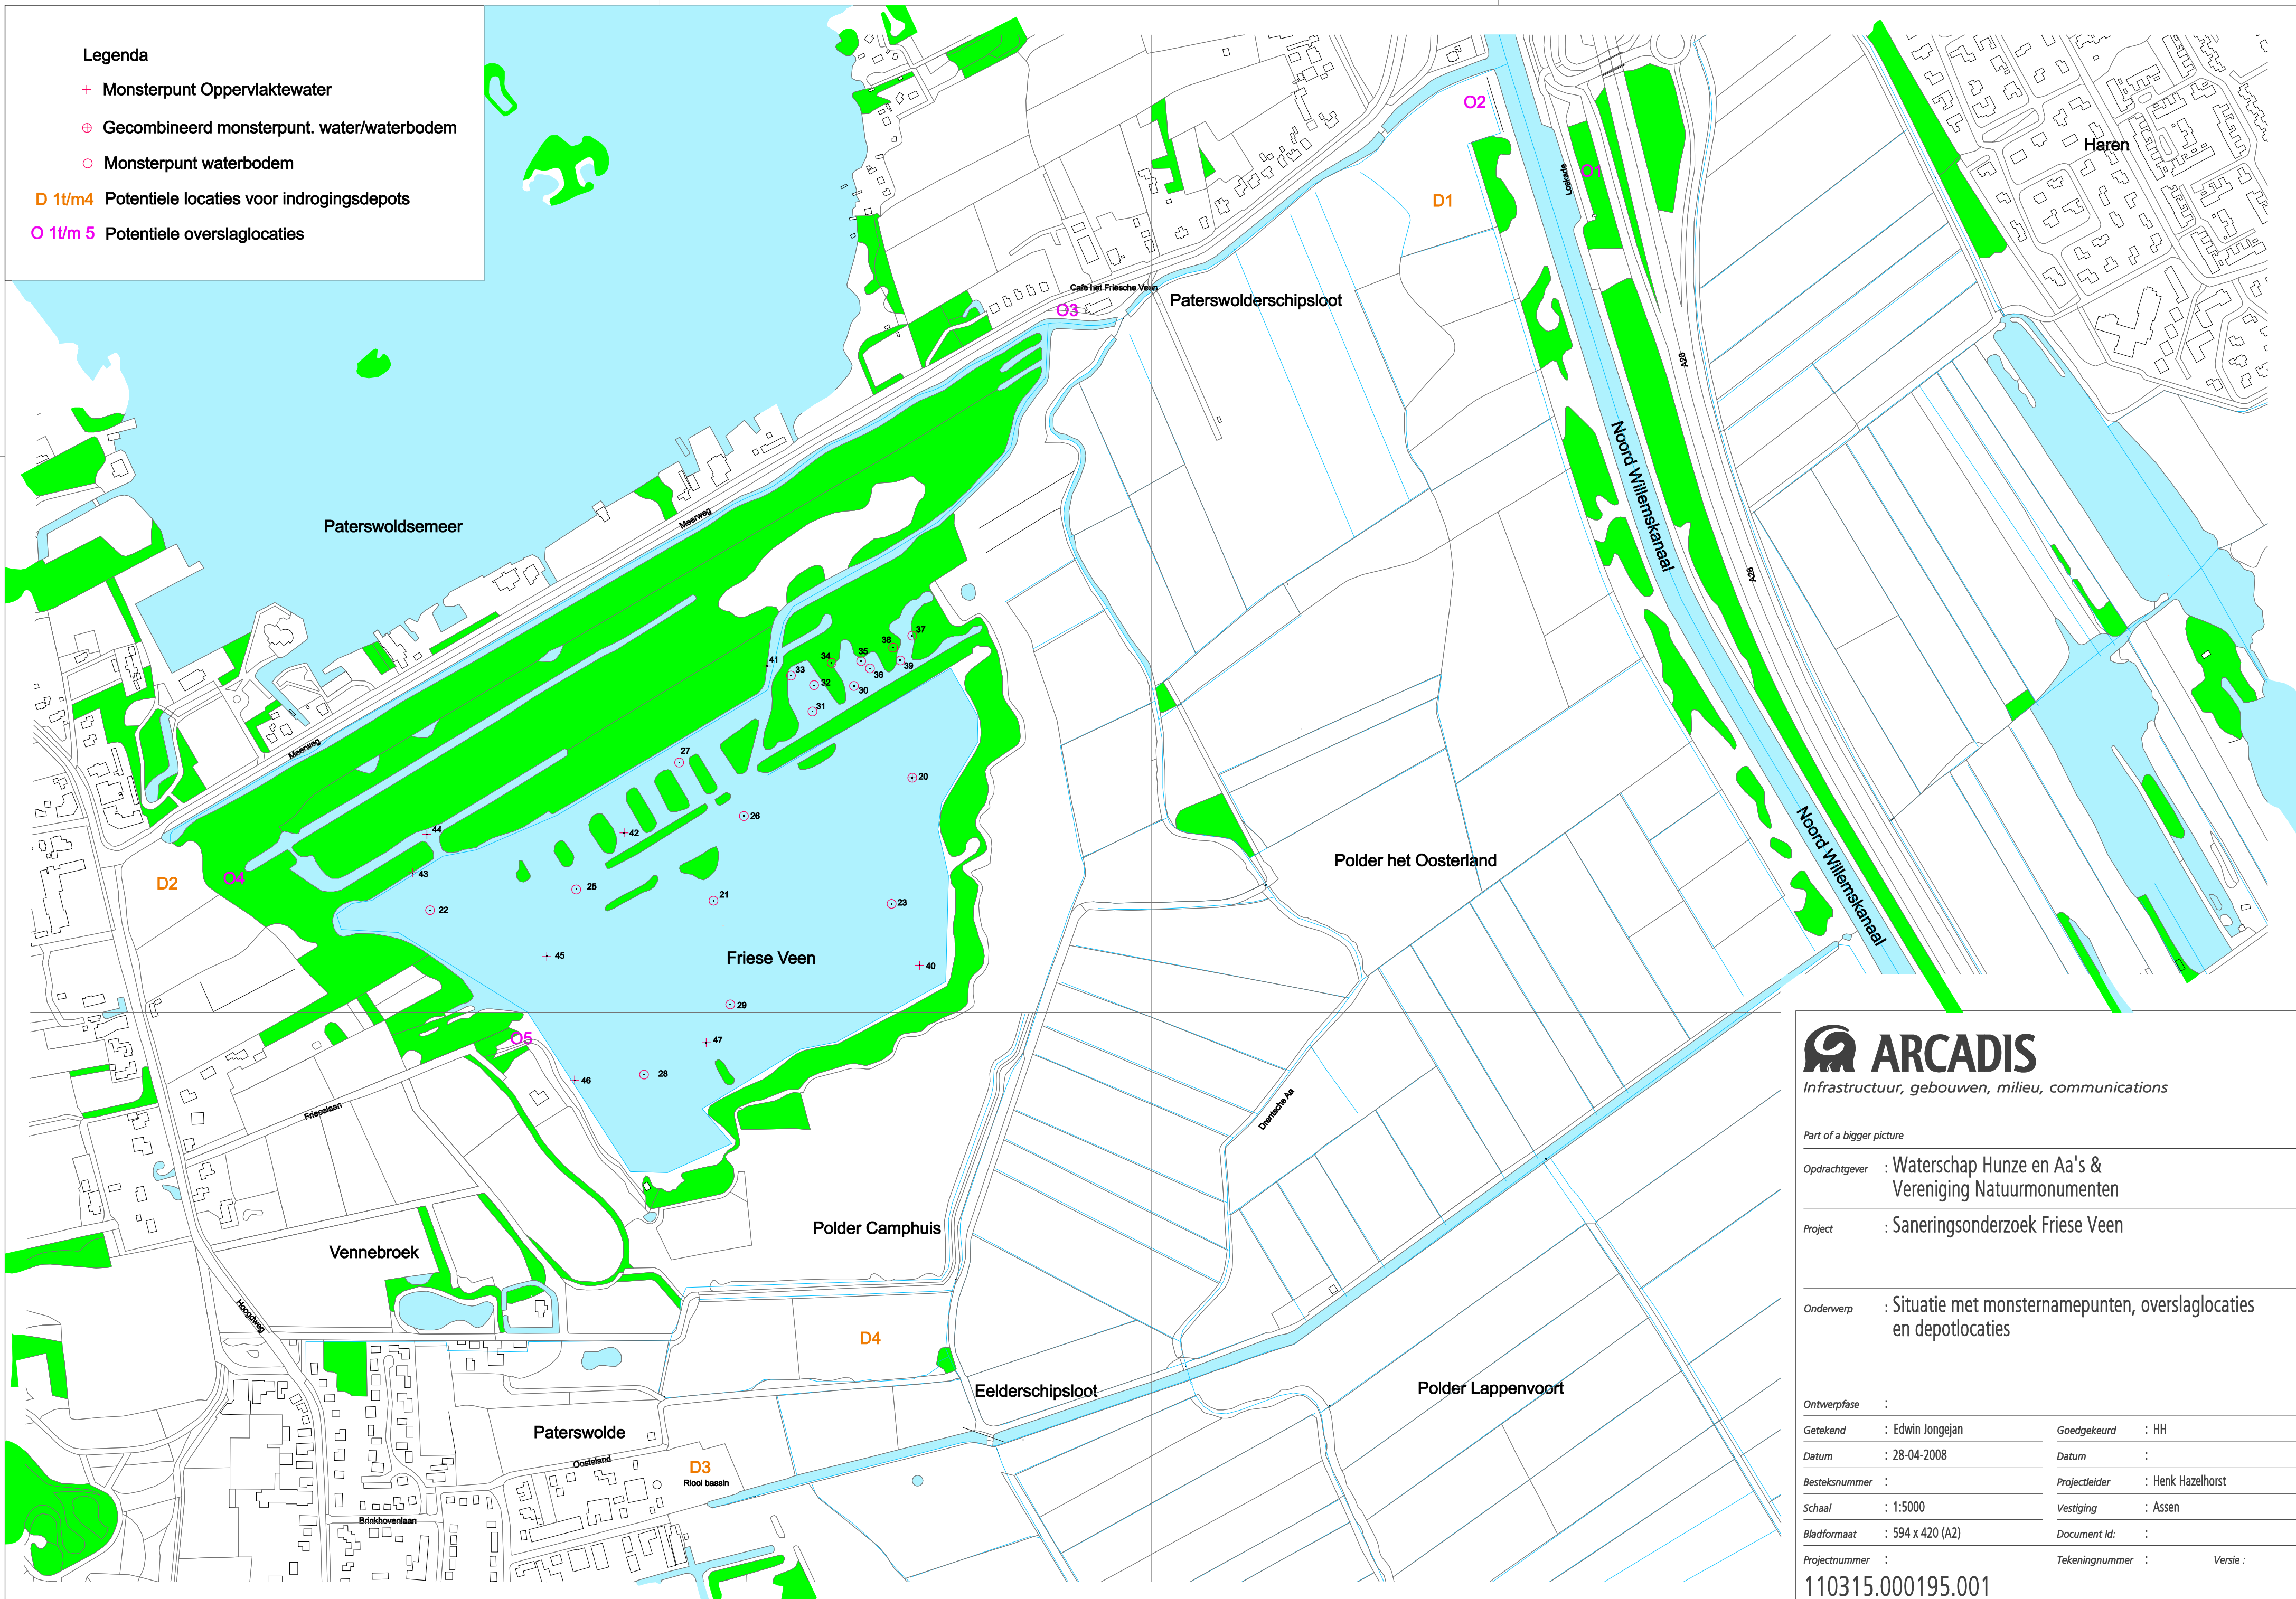 Legenda
Monsterpunt Oppervlaktewater
Gecombineerd monsterpunt. water/waterbodem
Monsterpunt waterbodem
D 1t/m4 Potentiele locaties voor indrogingsdepots
O 1t/m 5 Potentiele overslaglocaties
O2
Haren
O1
Loskade
D1
Cafe het Friesche Veen
Paterswolderschipsloot
O3
A28
Noord Willemskanaal
Paterswoldsemeer
Meerweg
A28
37
38
34
35
41
39
33
36
32
30
31
Meerweg
27
20
26
44
42
Noord Willemskanaal
Polder het Oosterland
43
D2
O4
25
21
23
22
45
Friese Veen
40
29
O5
47
46
28
Frieselaan
Drentsche Aa
Polder Camphuis
Vennebroek
Hoogeweg
D4
Eelderschipsloot
Polder Lappenvoort
Paterswolde
Oosteland
D3
Riool bassin
Brinkhovenlaan
ARCADIS
Infrastructuur, gebouwen, milieu, communications
Part of a bigger picture
Opdrachtgever : Waterschap Hunze en Aa's &
Vereniging Natuurmonumenten
Project : Saneringsonderzoek Friese Veen
Onderwerp : Situatie met monsternamepunten, overslaglocaties
en depotlocaties
Ontwerpfase :
Getekend : Edwin Jongejan Goedgekeurd : HH
Datum : 28-04-2008 Datum :
Besteksnummer : Projectleider : Henk Hazelhorst
Schaal : 1:5000 Vestiging : Assen
Bladformaat : 594 x 420 (A2) Document Id: :
Projectnummer : Tekeningnummer : Versie :
110315.000195.001